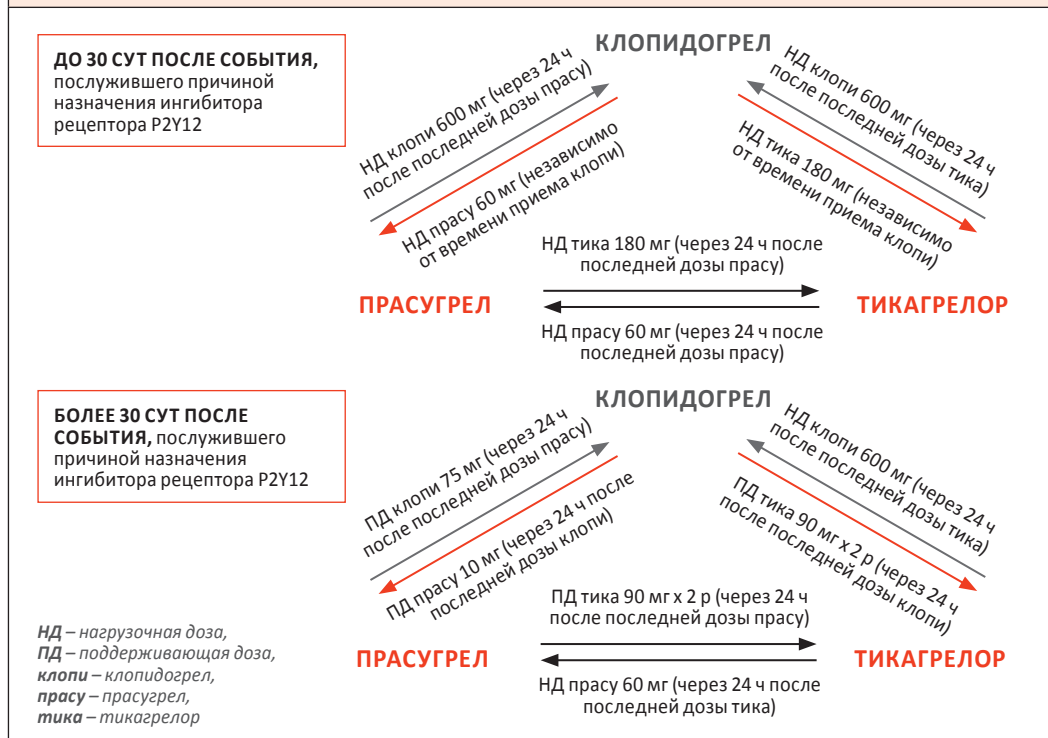 ДО 30 СУТ ПОСЛЕ СОБЫТИЯ,
послужившего причиной
назначения ингибитора
рецептора P2Y12
КЛОПИДОГРЕЛ
НД клопи 600 мг (через 24 ч
после последней дозы прасу)
НД прасу 60 мг (независимо
от времени приема клопи)
НД клопи 600 мг (через 24 ч
после последней дозы тика)
НД тика 180 мг (независимо
от времени приема клопи)
НД тика 180 мг (через 24 ч после
последней дозы прасу)
ПРАСУГРЕЛ
ТИКАГРЕЛОР
НД прасу 60 мг (через 24 ч после
последней дозы прасу)
БОЛЕЕ 30 СУТ ПОСЛЕ
СОБЫТИЯ, послужившего
причиной назначения
ингибитора рецептора P2Y12
КЛОПИДОГРЕЛ
ПД клопи 75 мг (через 24 ч
после последней дозы прасу)
ПД прасу 10 мг (через 24 ч после
последней дозы клопи)
НД клопи 600 мг (через 24 ч
после последней дозы тика)
ПД тика 90 мг х 2 р (через 24 ч
после последней дозы клопи)
ПД тика 90 мг х 2 р (через 24 ч
после последней дозы прасу)
ПРАСУГРЕЛ
ТИКАГРЕЛОР
НД прасу 60 мг (через 24 ч после
последней дозы тика)
НД – нагрузочная доза,
ПД – поддерживающая доза,
клопи – клопидогрел,
прасу – прасугрел,
тика – тикагрелор